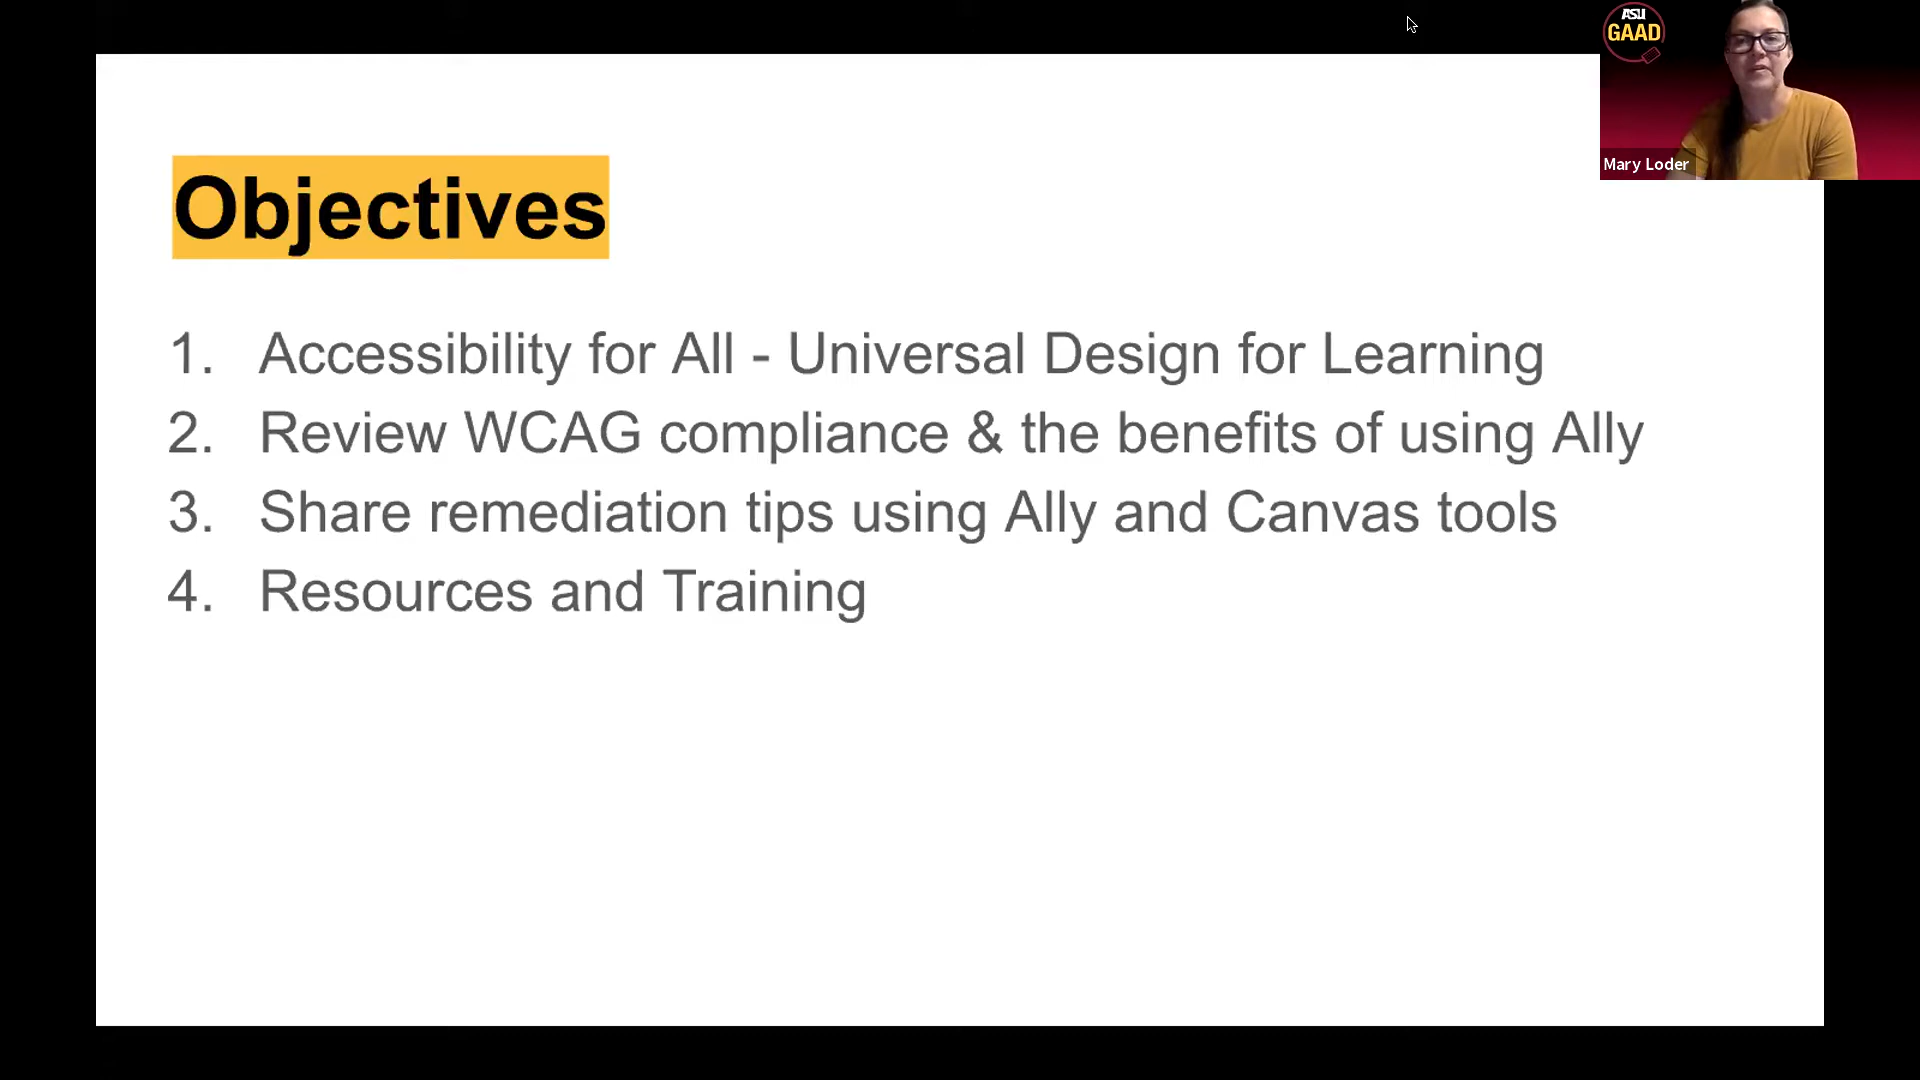 ASU
GAAD
Mary Loder
Objectives
1. Accessibility for All - Universal Design for Learning
2. Review WCAG compliance & the benefits of using Ally
3. Share remediation tips using Ally and Canvas tools
4. Resources and Training